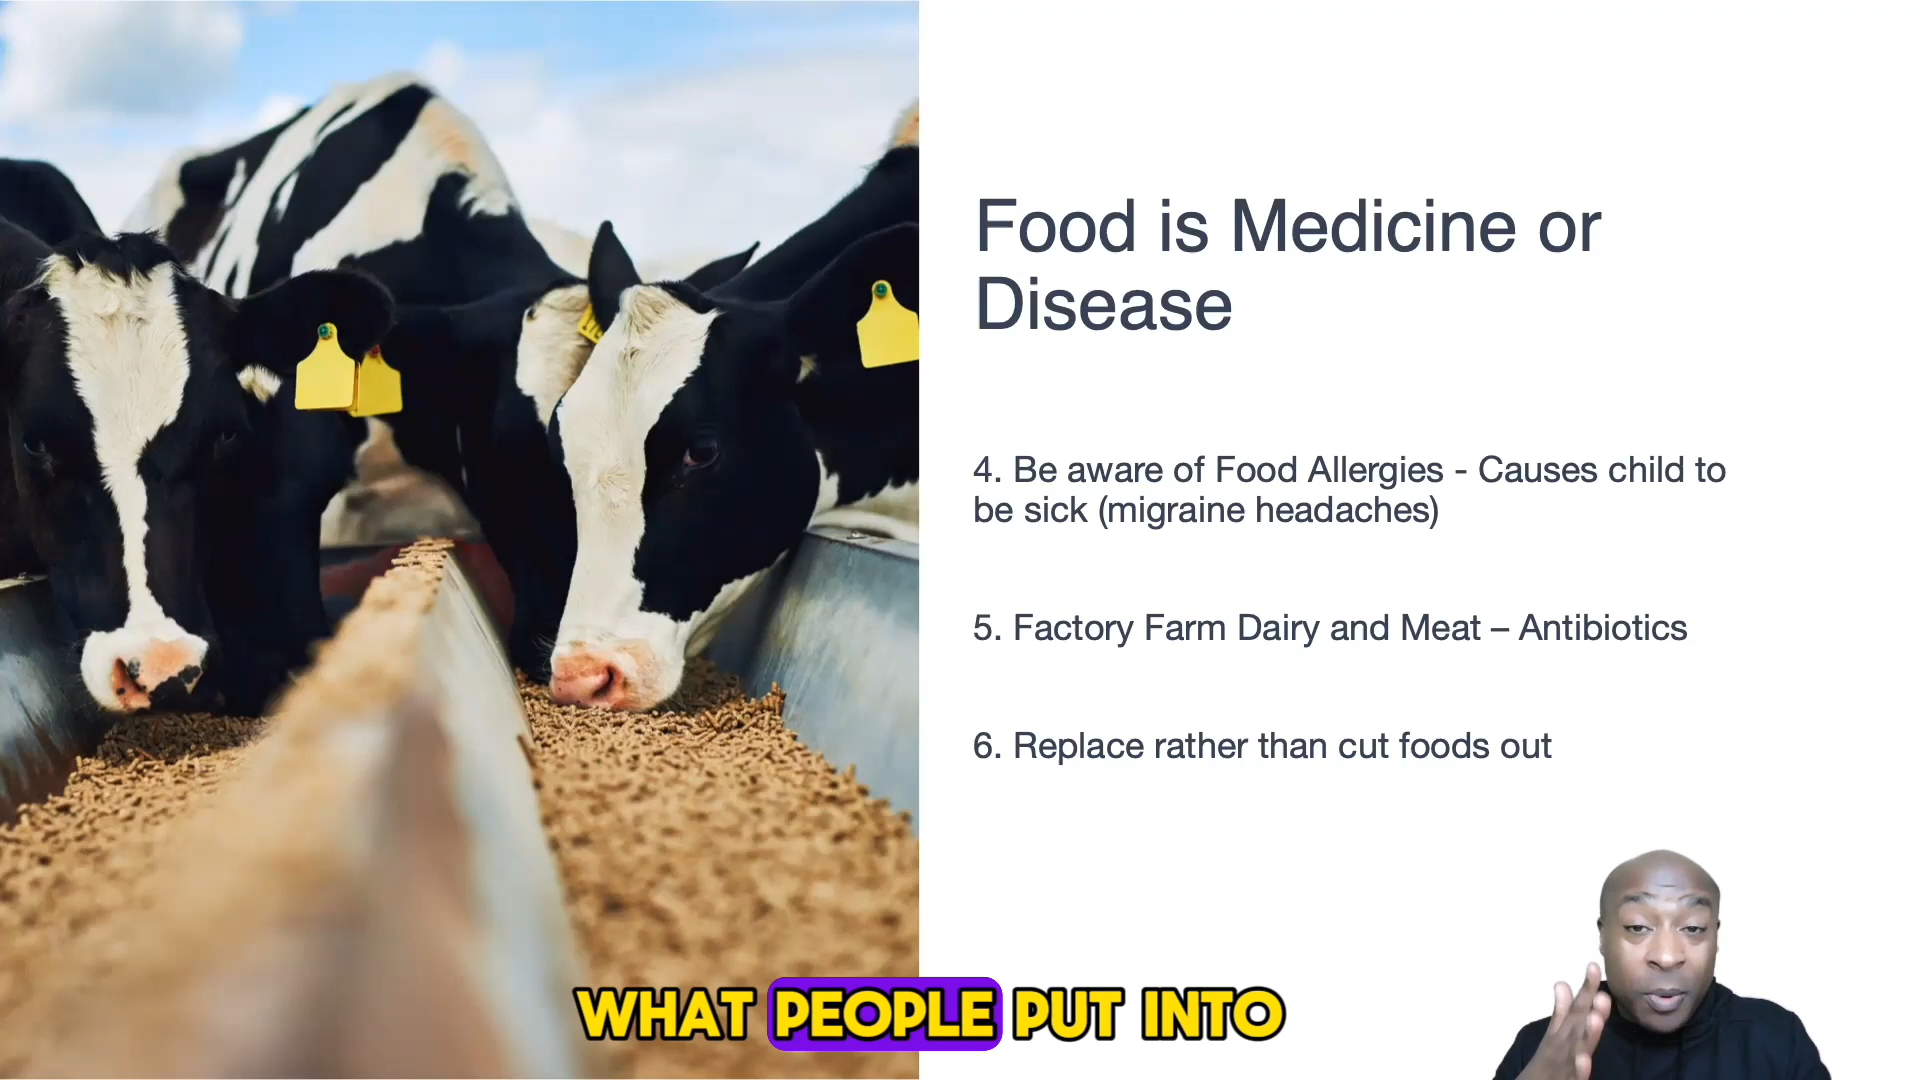 Food is Medicine or
Disease
4. Be aware of Food Allergies - Causes child to
be sick (migraine headaches)
5. Factory Farm Dairy and Meat – Antibiotics
6. Replace rather than cut foods out
WHAT PEOPLE PUT INTO